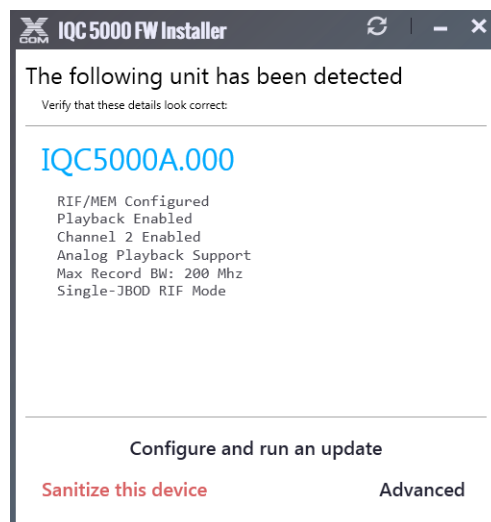 XCOM IQC 5000 FW Installer
The following unit has been detected
Verify that these details look correct:
IQC5000A.000
RIF/MEM Configured
Playback Enabled
Channel 2 Enabled
Analog Playback Support
Max Record BW: 200 Mhz
Single-JBOD RIF Mode
Configure and run an update
Sanitize this device Advanced